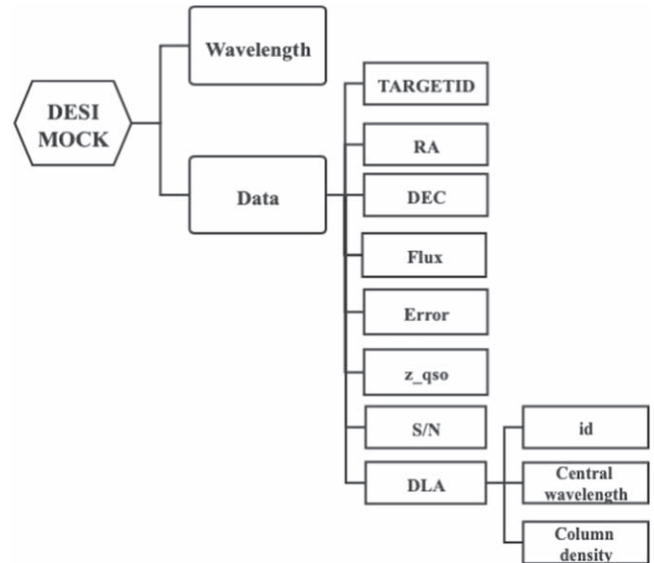 DESI
MOCK
Wavelength
Data
TARGETID
RA
DEC
Flux
Error
z_qso
S/N
DLA
id
Central
wavelength
Column
density